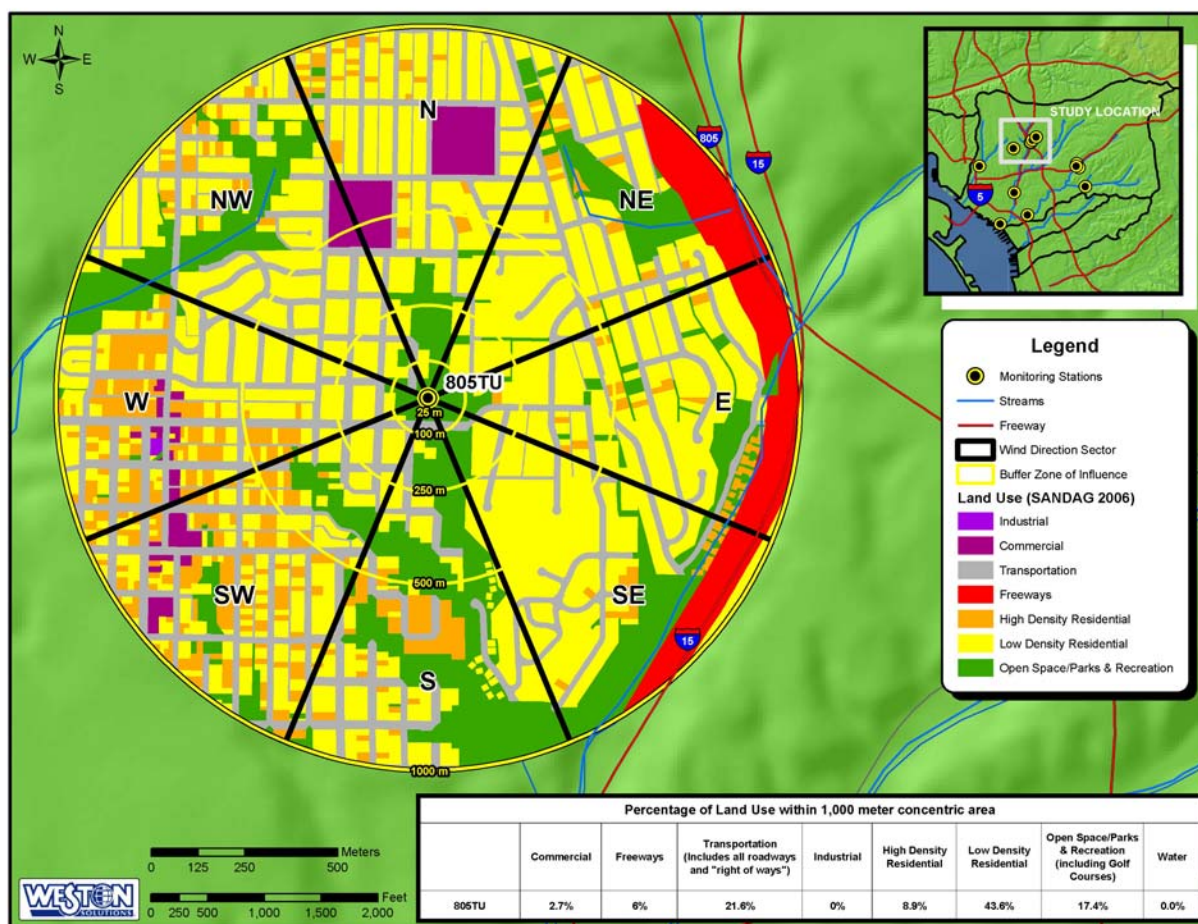 N
W E
S
N
NW
NE
W
E
SW
SE
S
805TU
25 m
100 m
250 m
500 m
1000 m
805
15
15
STUDY LOCATION
5
Legend
Monitoring Stations
Streams
Freeway
Wind Direction Sector
Buffer Zone of Influence
Land Use (SANDAG 2006)
Industrial
Commercial
Transportation
Freeways
High Density Residential
Low Density Residential
Open Space/Parks & Recreation
Meters
0 125 250 500
Feet
0 250 500 1,000 1,500 2,000
WESTON
SOLUTIONS
Percentage of Land Use within 1,000 meter concentric area
Commercial
Freeways
Transportation
(Includes all roadways
and "right of ways")
Industrial
High Density
Residential
Low Density
Residential
Open Space/Parks
& Recreation
(including Golf
Courses)
Water
805TU 2.7% 6% 21.6% 0% 8.9% 43.6% 17.4% 0.0%